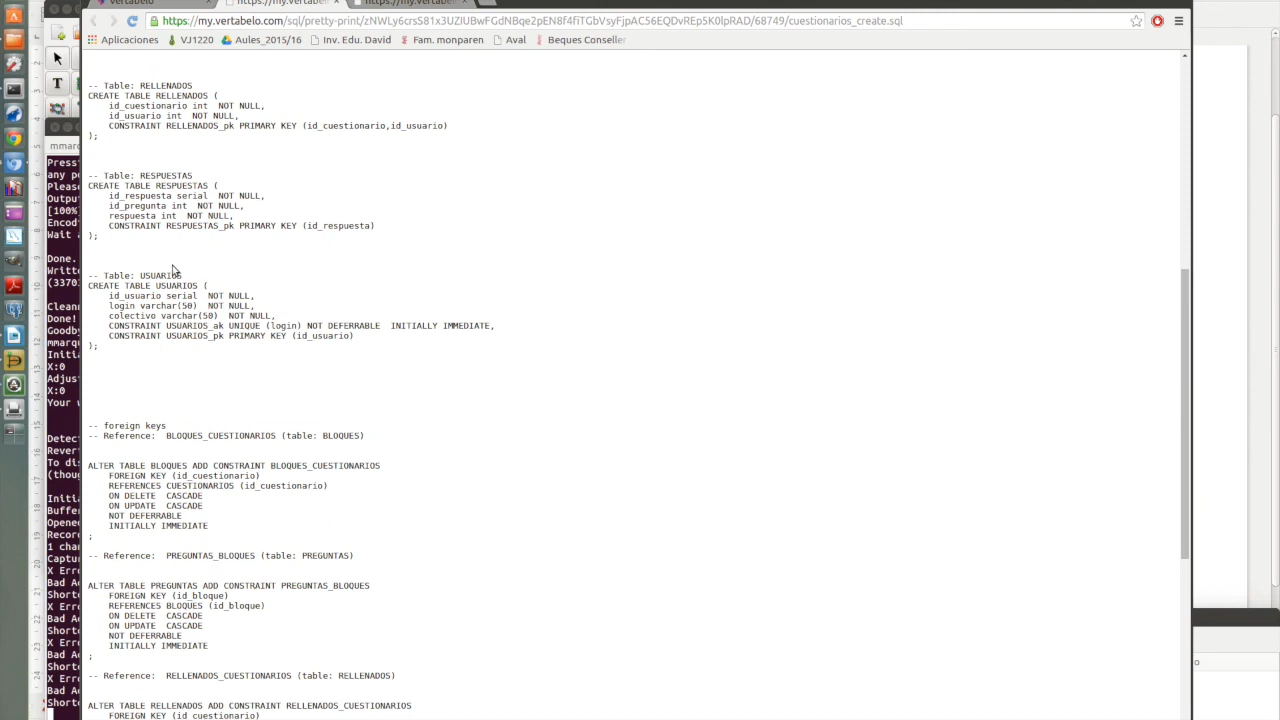 https://my.vertabelo.com/sql/pretty-print/zNWLy6crsS81x3UZIUBwFGdNBqe2pEN8f4fiTGbVsyFjpAC56EQDvREp5K0lpRAD/68749/cuestionarios_create.sql
Aplicaciones VJ1220 Aules_2015/16 Inv. Edu. David Fam. monparen Aval Beques Conseller
-- Table: RELLENADOS
CREATE TABLE RELLENADOS (
id_cuestionario int NOT NULL,
id_usuario int NOT NULL,
CONSTRAINT RELLENADOS_pk PRIMARY KEY (id_cuestionario,id_usuario)
);
-- Table: RESPUESTAS
CREATE TABLE RESPUESTAS (
id_respuesta serial NOT NULL,
id_pregunta int NOT NULL,
respuesta int NOT NULL,
CONSTRAINT RESPUESTAS_pk PRIMARY KEY (id_respuesta)
);
-- Table: USUARIOS
CREATE TABLE USUARIOS (
id_usuario serial NOT NULL,
login varchar(50) NOT NULL,
colectivo varchar(50) NOT NULL,
CONSTRAINT USUARIOS_ak UNIQUE (login) NOT DEFERRABLE INITIALLY IMMEDIATE,
CONSTRAINT USUARIOS_pk PRIMARY KEY (id_usuario)
);
-- foreign keys
-- Reference: BLOQUES_CUESTIONARIOS (table: BLOQUES)
ALTER TABLE BLOQUES ADD CONSTRAINT BLOQUES_CUESTIONARIOS
FOREIGN KEY (id_cuestionario)
REFERENCES CUESTIONARIOS (id_cuestionario)
ON DELETE CASCADE
ON UPDATE CASCADE
NOT DEFERRABLE
INITIALLY IMMEDIATE
;
-- Reference: PREGUNTAS_BLOQUES (table: PREGUNTAS)
ALTER TABLE PREGUNTAS ADD CONSTRAINT PREGUNTAS_BLOQUES
FOREIGN KEY (id_bloque)
REFERENCES BLOQUES (id_bloque)
ON DELETE CASCADE
ON UPDATE CASCADE
NOT DEFERRABLE
INITIALLY IMMEDIATE
;
-- Reference: RELLENADOS_CUESTIONARIOS (table: RELLENADOS)
ALTER TABLE RELLENADOS ADD CONSTRAINT RELLENADOS_CUESTIONARIOS
FOREIGN KEY (id_cuestionario)